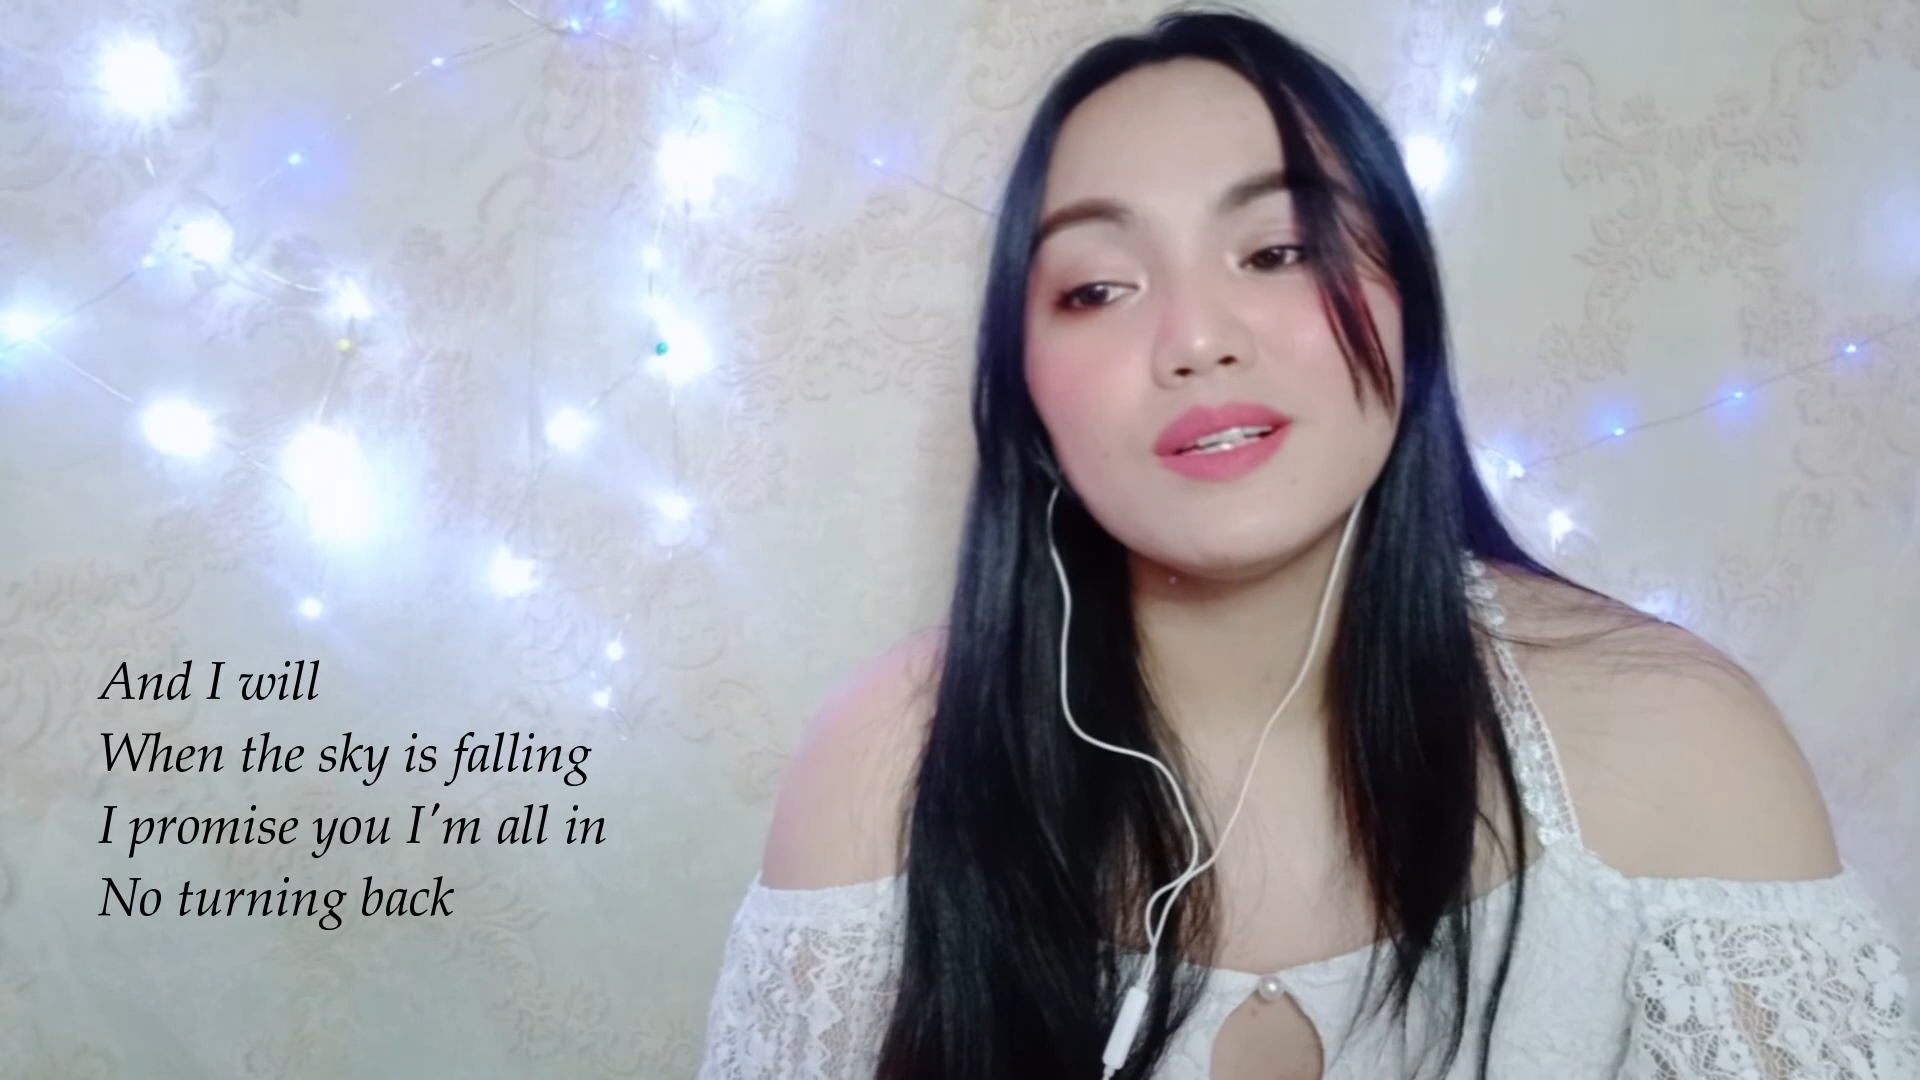 And I will
When the sky is falling
I promise you I'm all in
No turning back